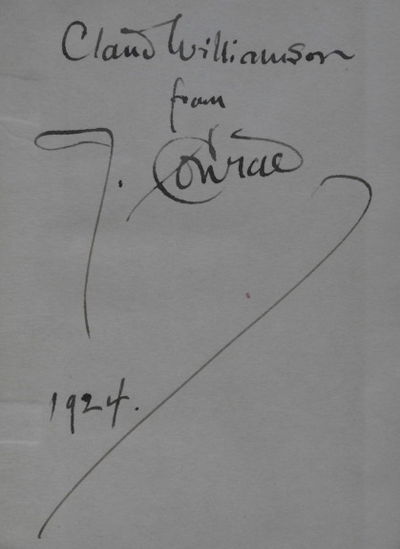 Claud Williamson
from
J. Conrad
1924.